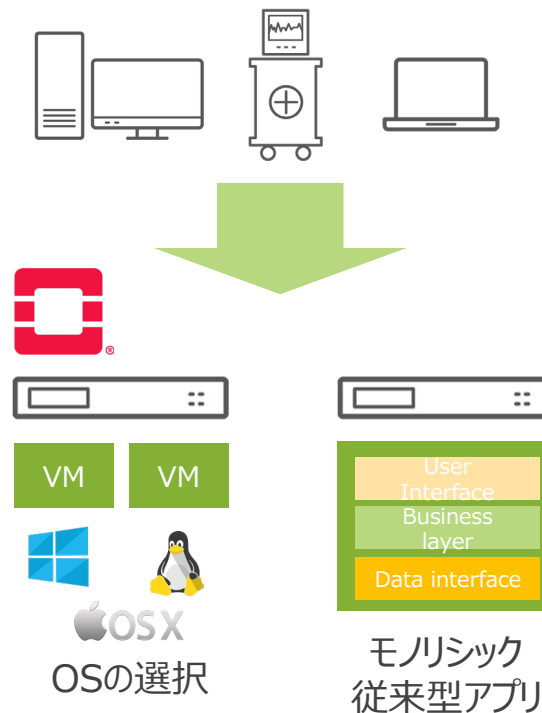 ®
VM
VM
User
Interface
Business
layer
Data interface
OS X
OSの選択
モノリシック
従来型アプリ